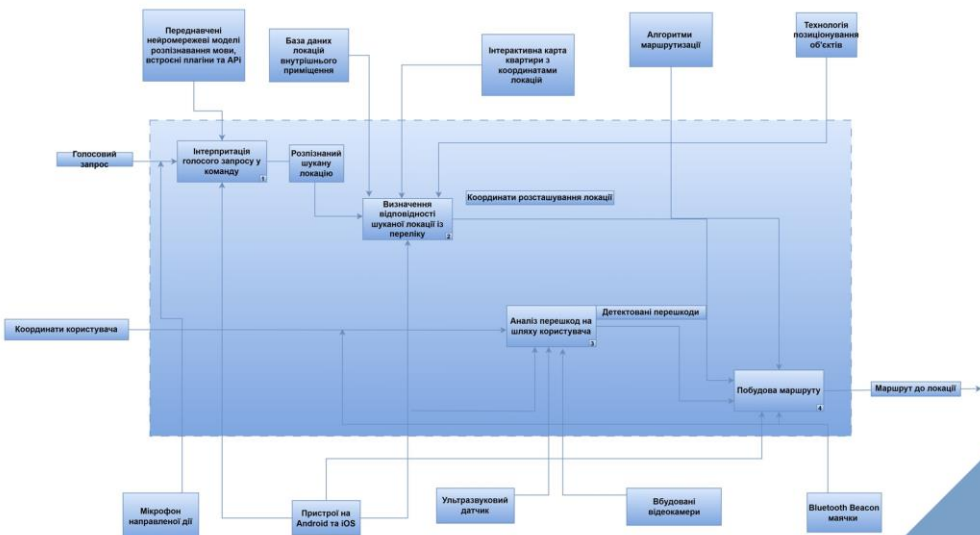 Переднавчені
нейромережеві моделі
розпізнавання мови,
встроєні плагіни та API
База даних
локацій
внутрішнього
приміщення
Інтерактивна карта
квартири з
координатами
локацій
Алгоритми
маршрутизації
Технологія
позиціонування
об'єктів
Голосовий
запрос
Інтерпритація
голосого запросу у
команду
1
Розпізнаний
шукану
локацію
Визначення
відповідності
шуканої локації із
переліку
2
Координати розсташування локації
Координати користувача
Аналіз перешкод на
шляху користувача
3
Детектовані перешкоди
Побудова маршруту
4
Маршрут до локації
Мікрофон
направленої дії
Пристрої на
Android та iOS
Ультразвуковий
датчик
Вбудовані
відеокамери
Bluetooth Beacon
маячки